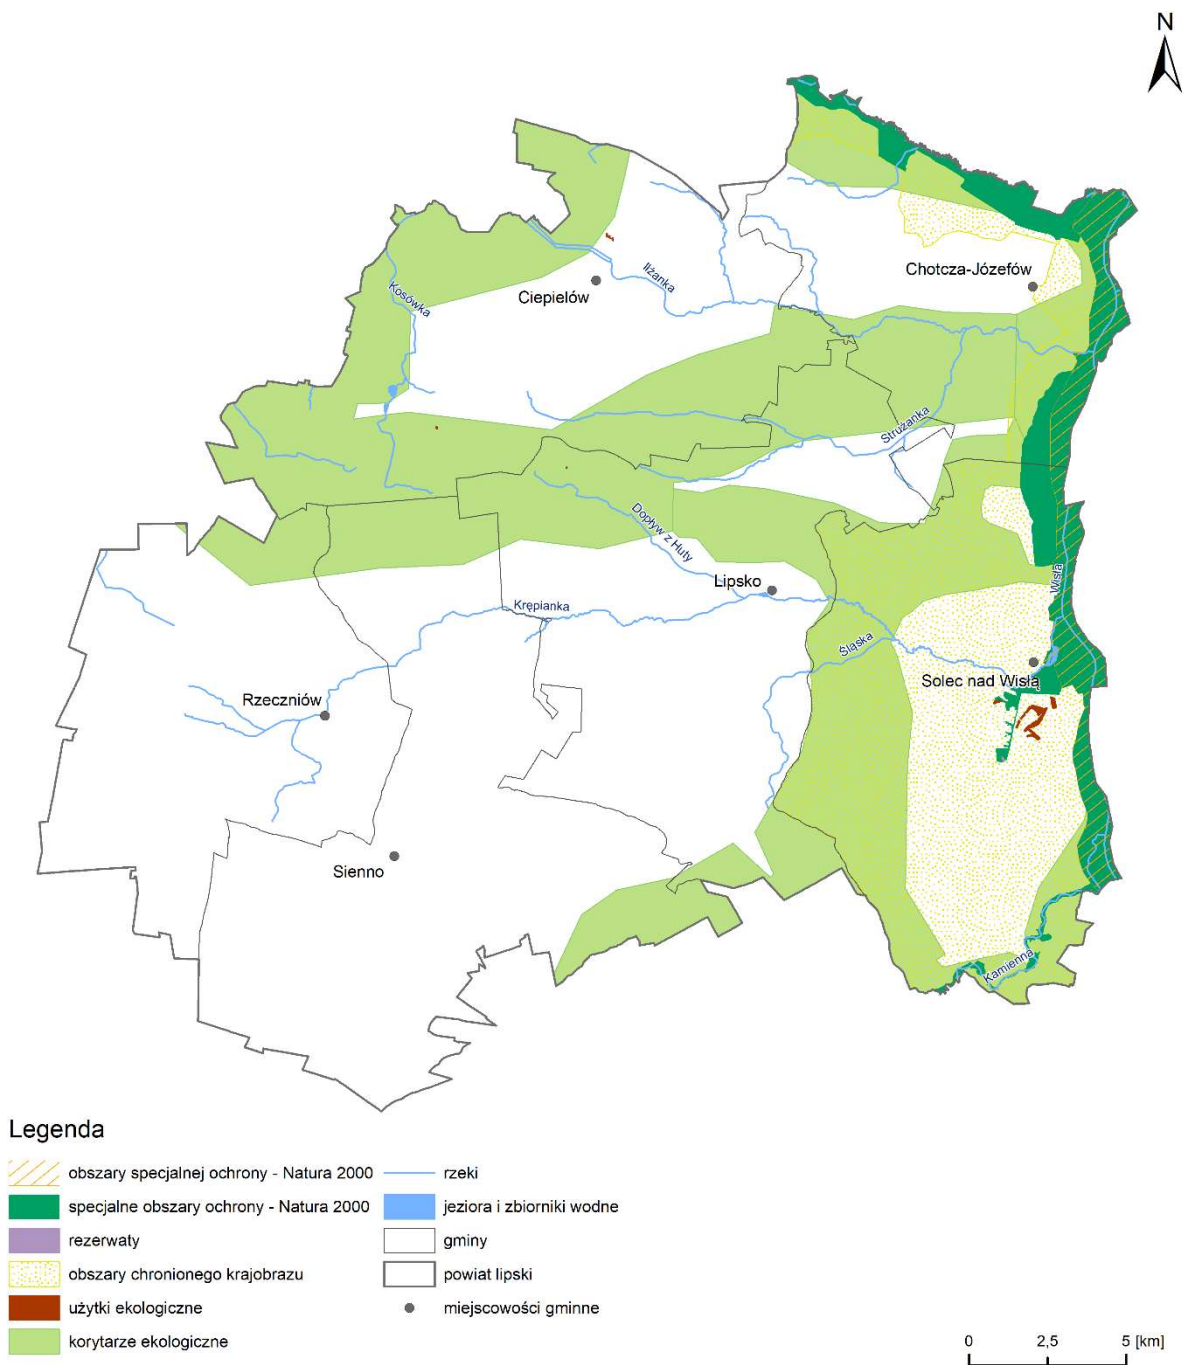 N
Chotcza-Józefów
Iłżanka
Ciepielów
Kosówka
Strużanka
Dopływ z Huty
Lipsko
Wisła
Krępianka
Śląska
Solec nad Wisłą
Rzeczniów
Sienno
Kamienna
Legenda
obszary specjalnej ochrony - Natura 2000
specjalne obszary ochrony - Natura 2000
rezerwaty
obszary chronionego krajobrazu
użytki ekologiczne
korytarze ekologiczne
rzeki
jeziora i zbiorniki wodne
gminy
powiat lipski
miejscowości gminne
0 2,5 5 [km]